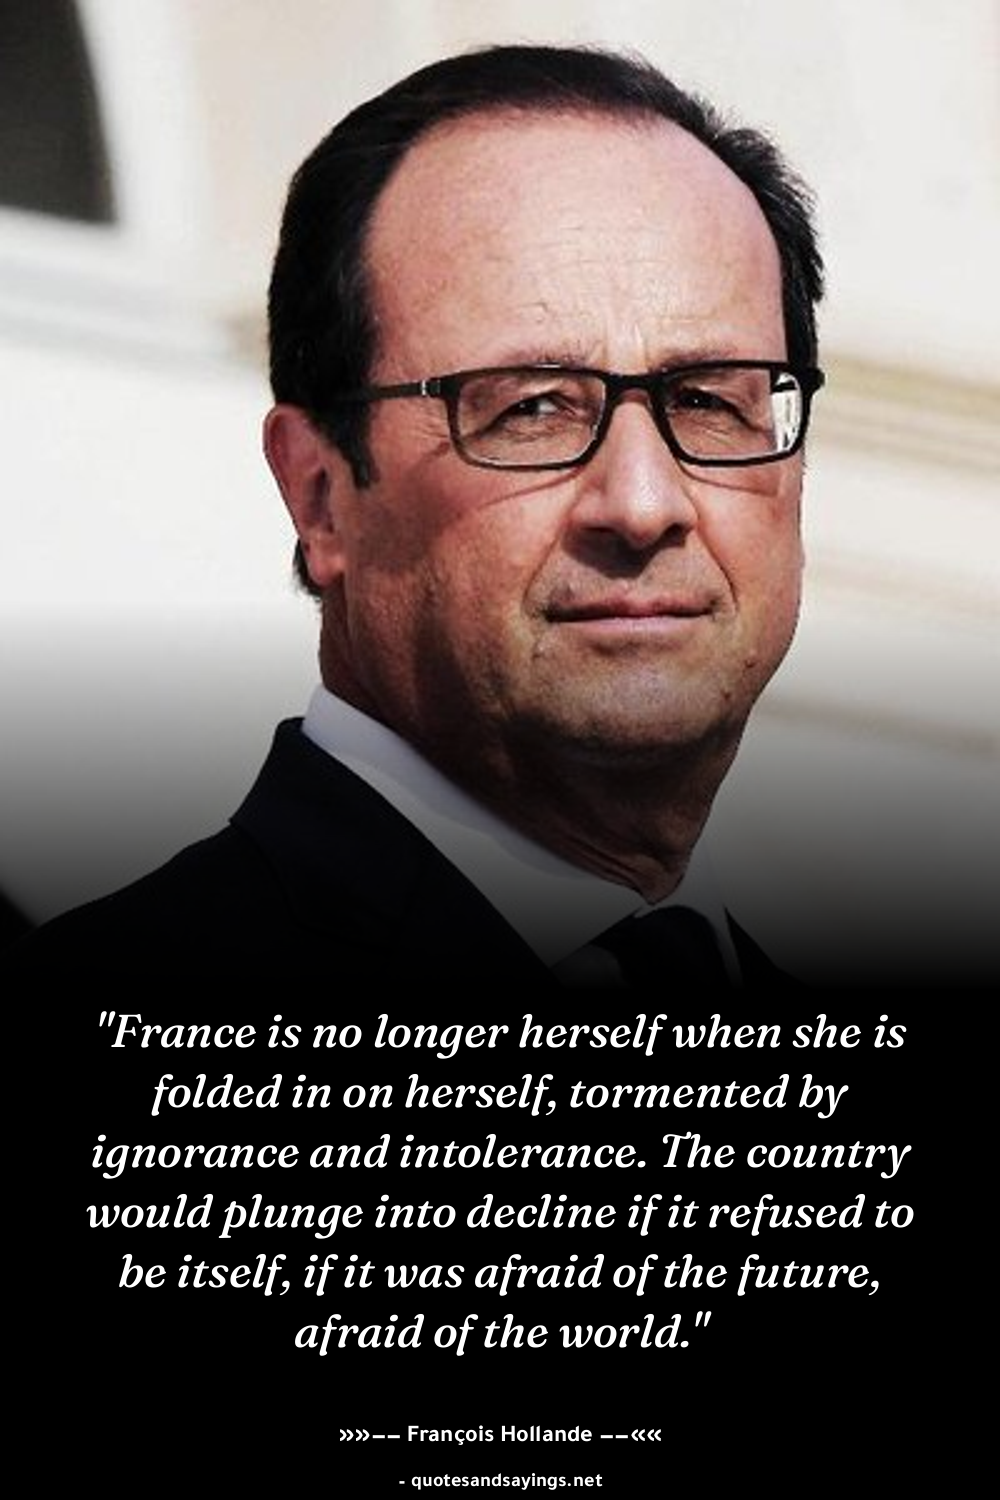 "France is no longer herself when she is
folded in on herself, tormented by
ignorance and intolerance. The country
would plunge into decline if it refused to
be itself, if it was afraid of the future,
afraid of the world."
»»−− François Hollande −−««
- quotesandsayings.net